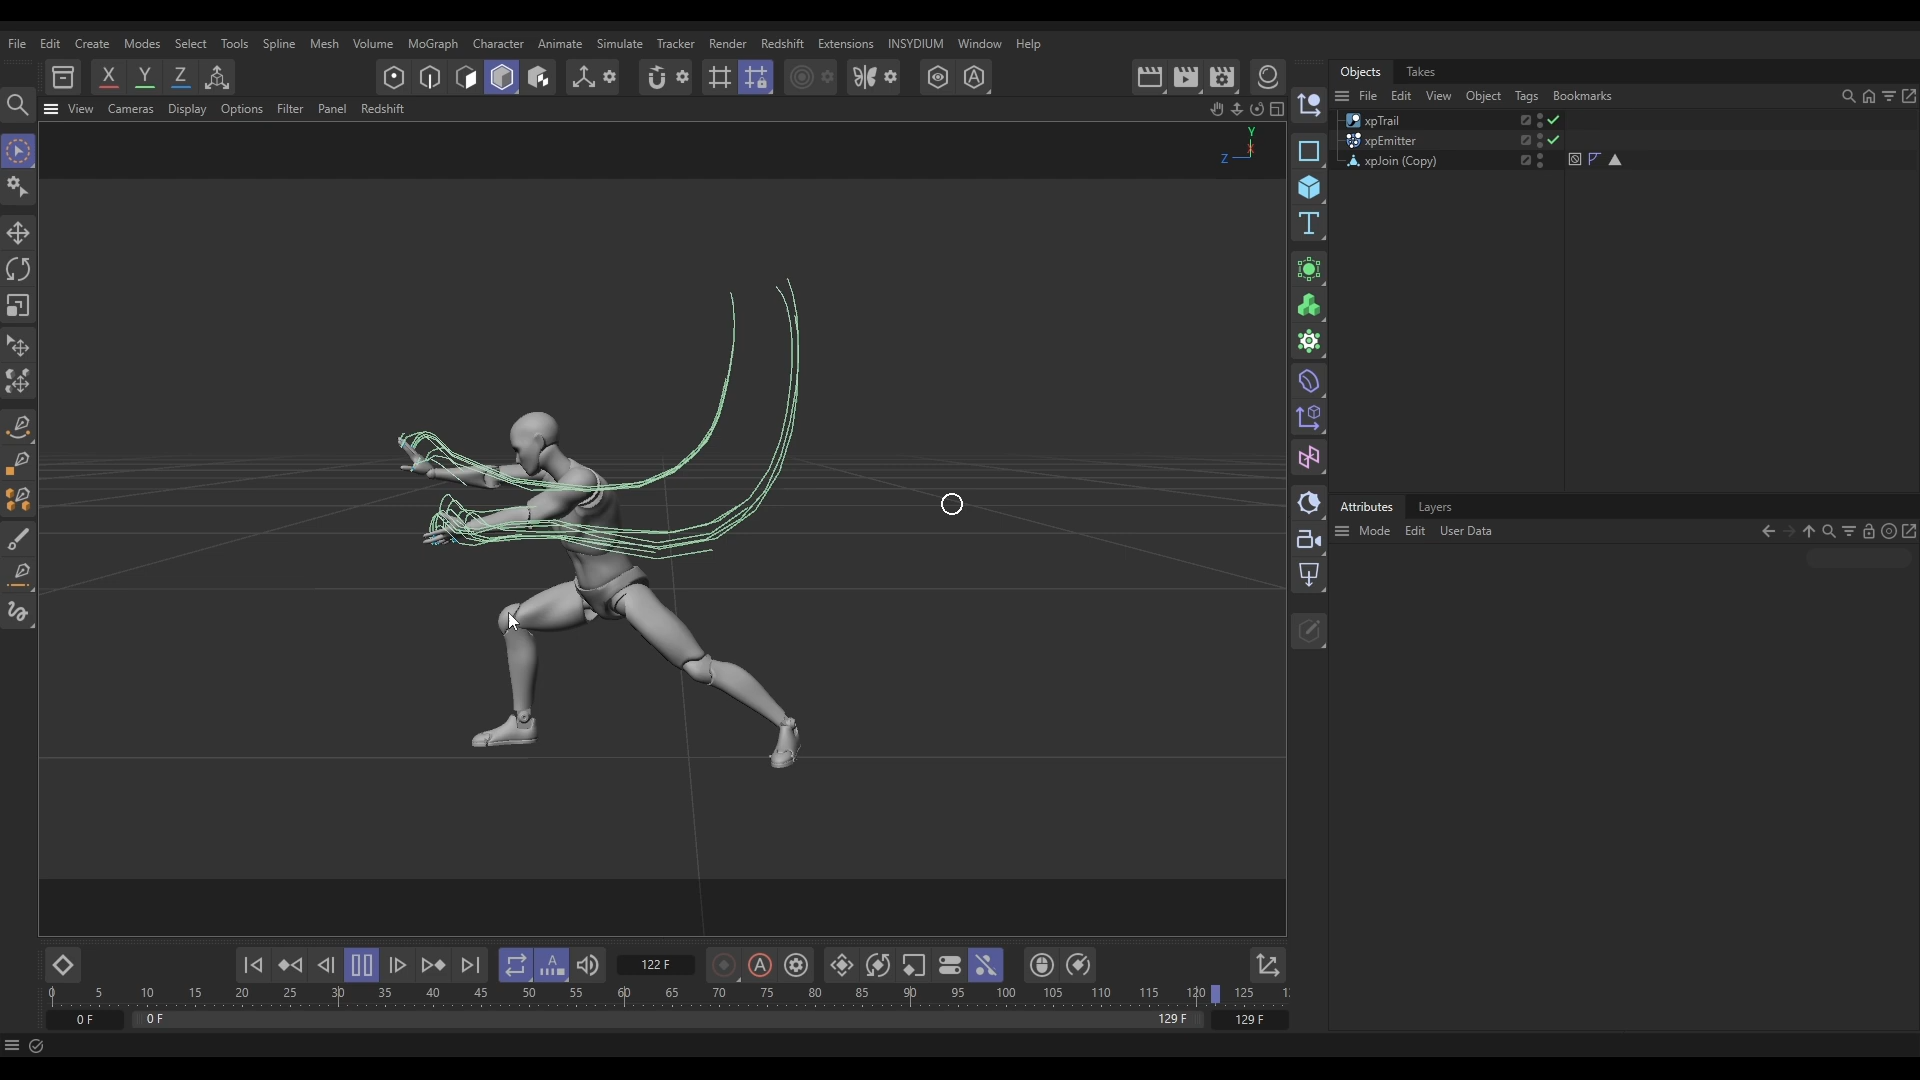 File Edit Create Modes Select Tools Spline Mesh Volume MoGraph Character Animate Simulate Tracker Render Redshift Extensions INSYDIUM Window Help
X Y Z
Objects Takes
File Edit View Object Tags Bookmarks
View Cameras Display Options Filter Panel Redshift
xpTrail
xpEmitter
xpJoin (Copy)
Y
X
Z
T
Attributes Layers
Mode Edit User Data
A 122 F A
0 5 10 15 20 25 30 35 40 45 50 55 60 65 70 75 80 85 90 95 100 105 110 115 120 125
0 F 0 F 129 F 129 F